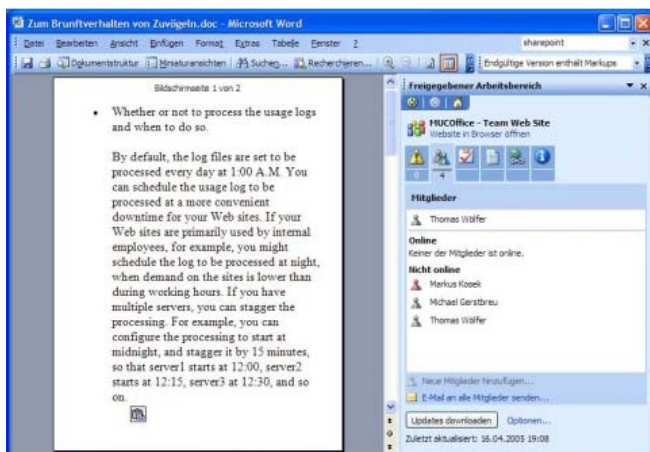 Zum Brunftverhalten von Zuvögeln.doc - Microsoft Word
Datei Bearbeiten Ansicht Einfügen Format Extras Tabelle Fenster ?
sharepoint
Dokumentstruktur Miniaturansichten Suchen... Recherchieren...
Endgültige Version enthält Markups
Bildschirmseite 1 von 2
• Whether or not to process the usage logs
and when to do so.
By default, the log files are set to be
processed every day at 1:00 A.M. You
can schedule the usage log to be
processed at a more convenient
downtime for your Web sites. If your
Web sites are primarily used by internal
employees, for example, you might
schedule the log to be processed at night,
when demand on the sites is lower than
during working hours. If you have
multiple servers, you can stagger the
processing. For example, you can
configure the processing to start at
midnight, and stagger it by 15 minutes,
so that server1 starts at 12:00, server2
starts at 12:15, server3 at 12:30, and so
on.
Freigegebener Arbeitsbereich
MUCOffice - Team Web Site
Website in Browser öffnen
0 4
Mitglieder
Thomas Wölfer
Online
Keiner der Mitglieder ist online.
Nicht online
Markus Kosek
Michael Gerstbreu
Thomas Wölfer
Neue Mitglieder hinzufügen...
E-Mail an alle Mitglieder senden...
Updates downloaden Optionen...
Zuletzt aktualisiert: 16.04.2005 19:08